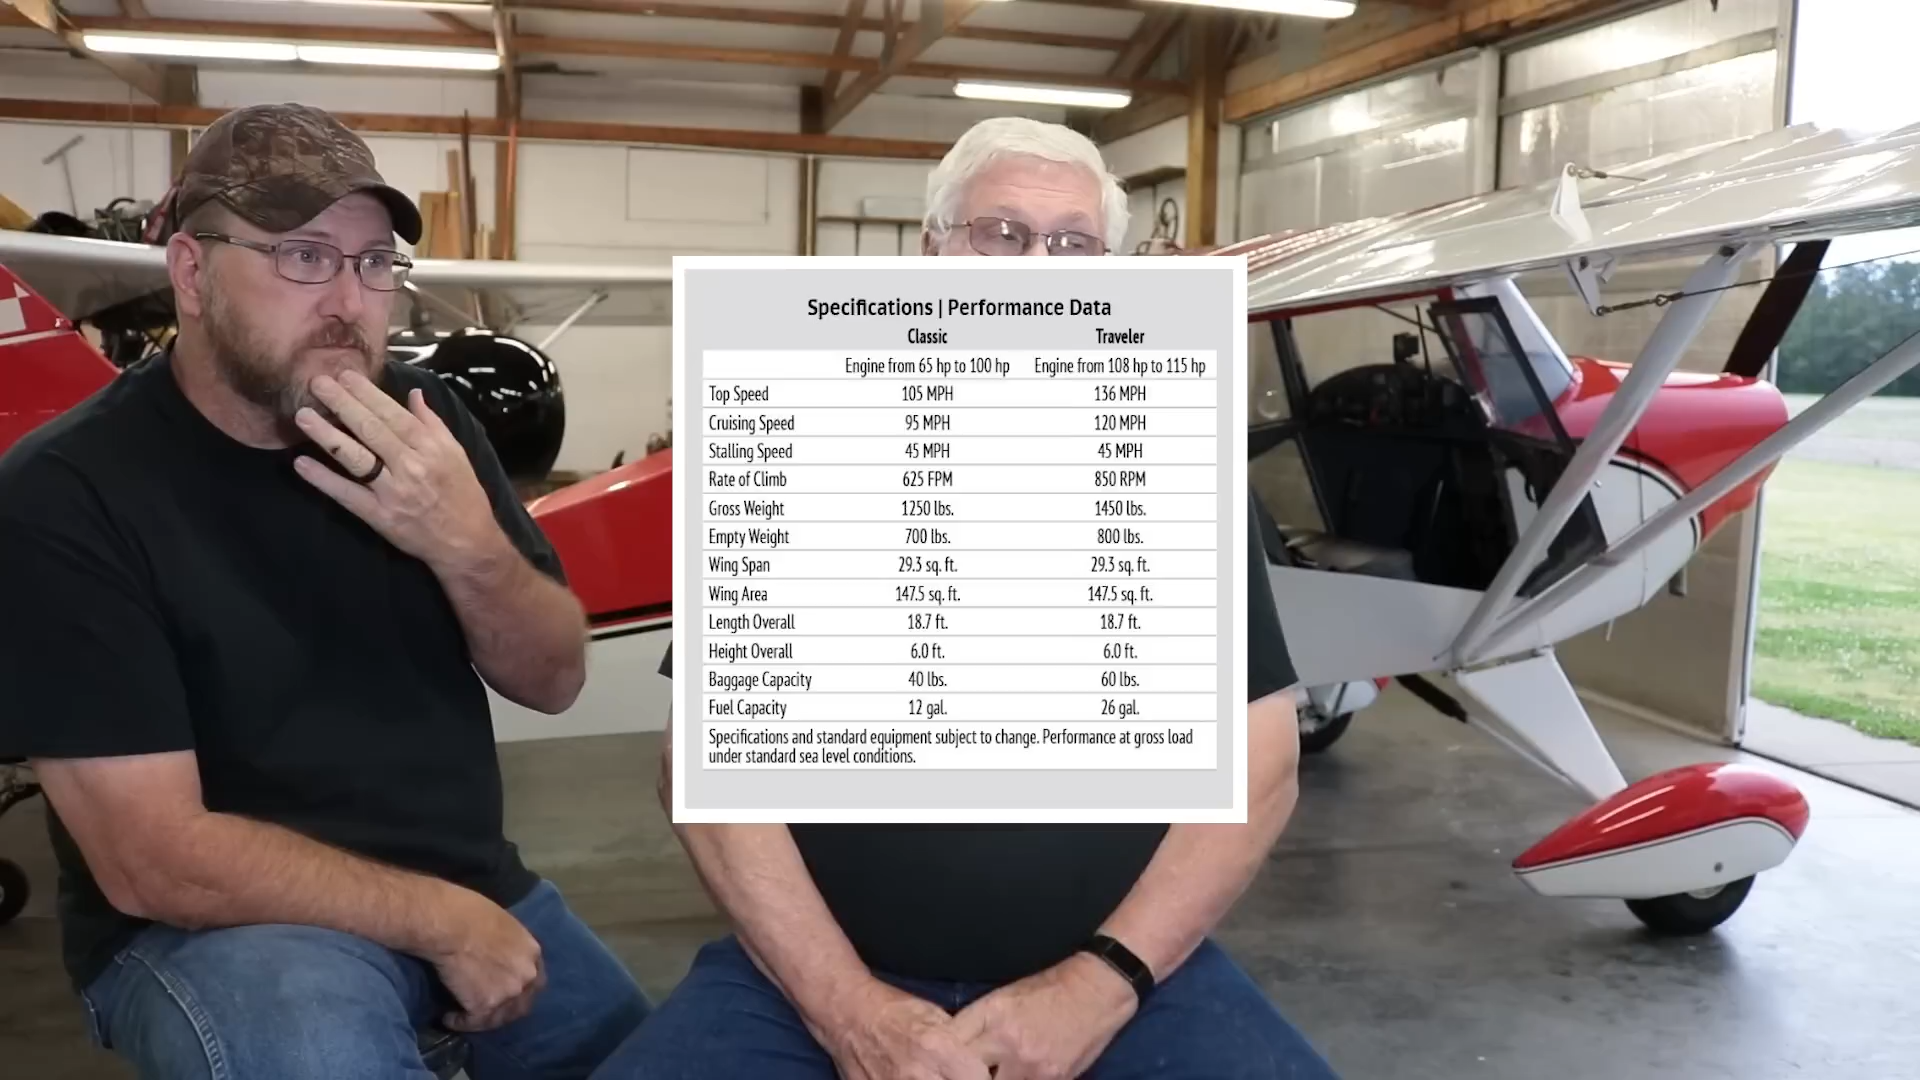 Specifications | Performance Data
Classic Traveler
Engine from 65 hp to 100 hp Engine from 108 hp to 115 hp
Top Speed 105 MPH 136 MPH
Cruising Speed 95 MPH 120 MPH
Stalling Speed 45 MPH 45 MPH
Rate of Climb 625 FPM 850 RPM
Gross Weight 1250 lbs. 1450 lbs.
Empty Weight 700 lbs. 800 lbs.
Wing Span 29.3 sq. ft. 29.3 sq. ft.
Wing Area 147.5 sq. ft. 147.5 sq. ft.
Length Overall 18.7 ft. 18.7 ft.
Height Overall 6.0 ft. 6.0 ft.
Baggage Capacity 40 lbs. 60 lbs.
Fuel Capacity 12 gal. 26 gal.
Specifications and standard equipment subject to change. Performance at gross load
under standard sea level conditions.